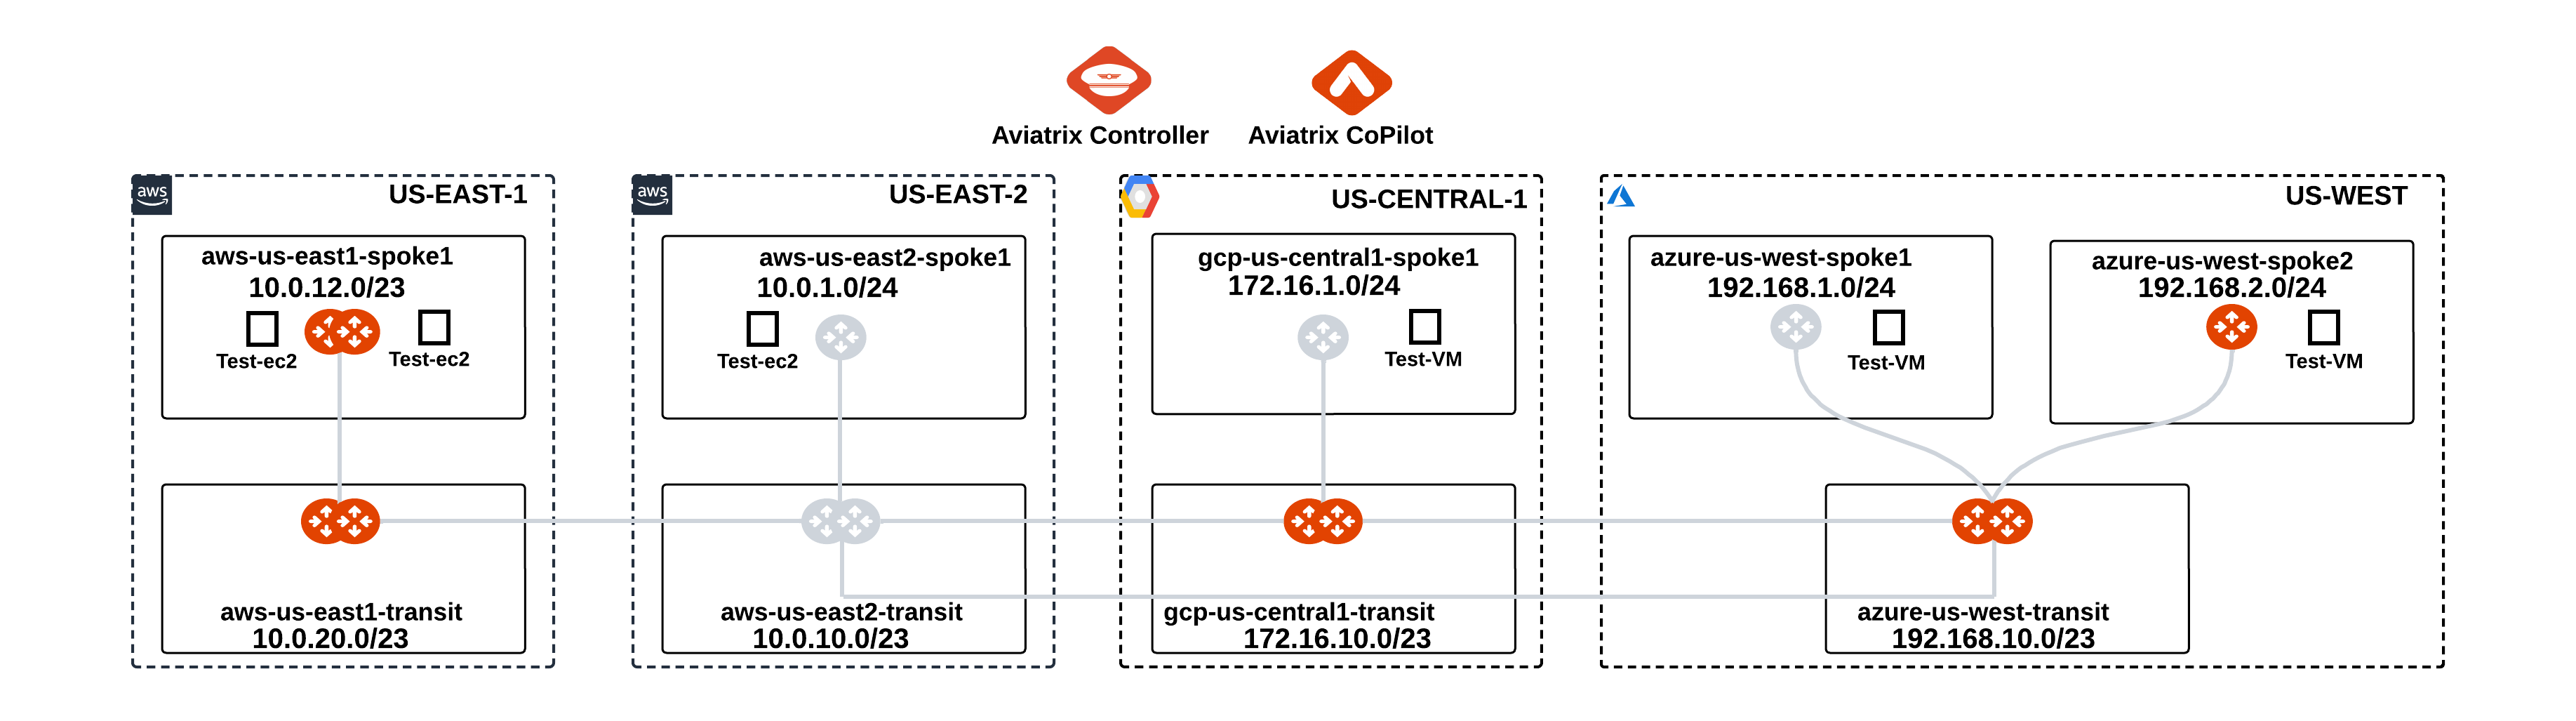 Aviatrix Controller
Aviatrix CoPilot
aws
US-EAST-1
aws-us-east1-spoke1
10.0.12.0/23
Test-ec2
Test-ec2
aws-us-east1-transit
10.0.20.0/23
aws
US-EAST-2
aws-us-east2-spoke1
10.0.1.0/24
Test-ec2
aws-us-east2-transit
10.0.10.0/23
US-CENTRAL-1
gcp-us-central1-spoke1
172.16.1.0/24
Test-VM
gcp-us-central1-transit
172.16.10.0/23
US-WEST
azure-us-west-spoke1
192.168.1.0/24
Test-VM
azure-us-west-spoke2
192.168.2.0/24
Test-VM
azure-us-west-transit
192.168.10.0/23